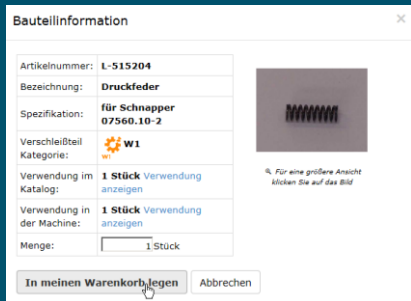 Bauteilinformation
×
Artikelnummer: L-515204
Bezeichnung: Druckfeder
Spezifikation: für Schnapper
07560.10-2
Verschleißteil
Kategorie: W1 W1
Verwendung im
Katalog: 1 Stück Verwendung
anzeigen
Verwendung in
der Machine: 1 Stück Verwendung
anzeigen
Menge: 1 Stück
Für eine größere Ansicht
klicken Sie auf das Bild
In meinen Warenkorb legen Abbrechen